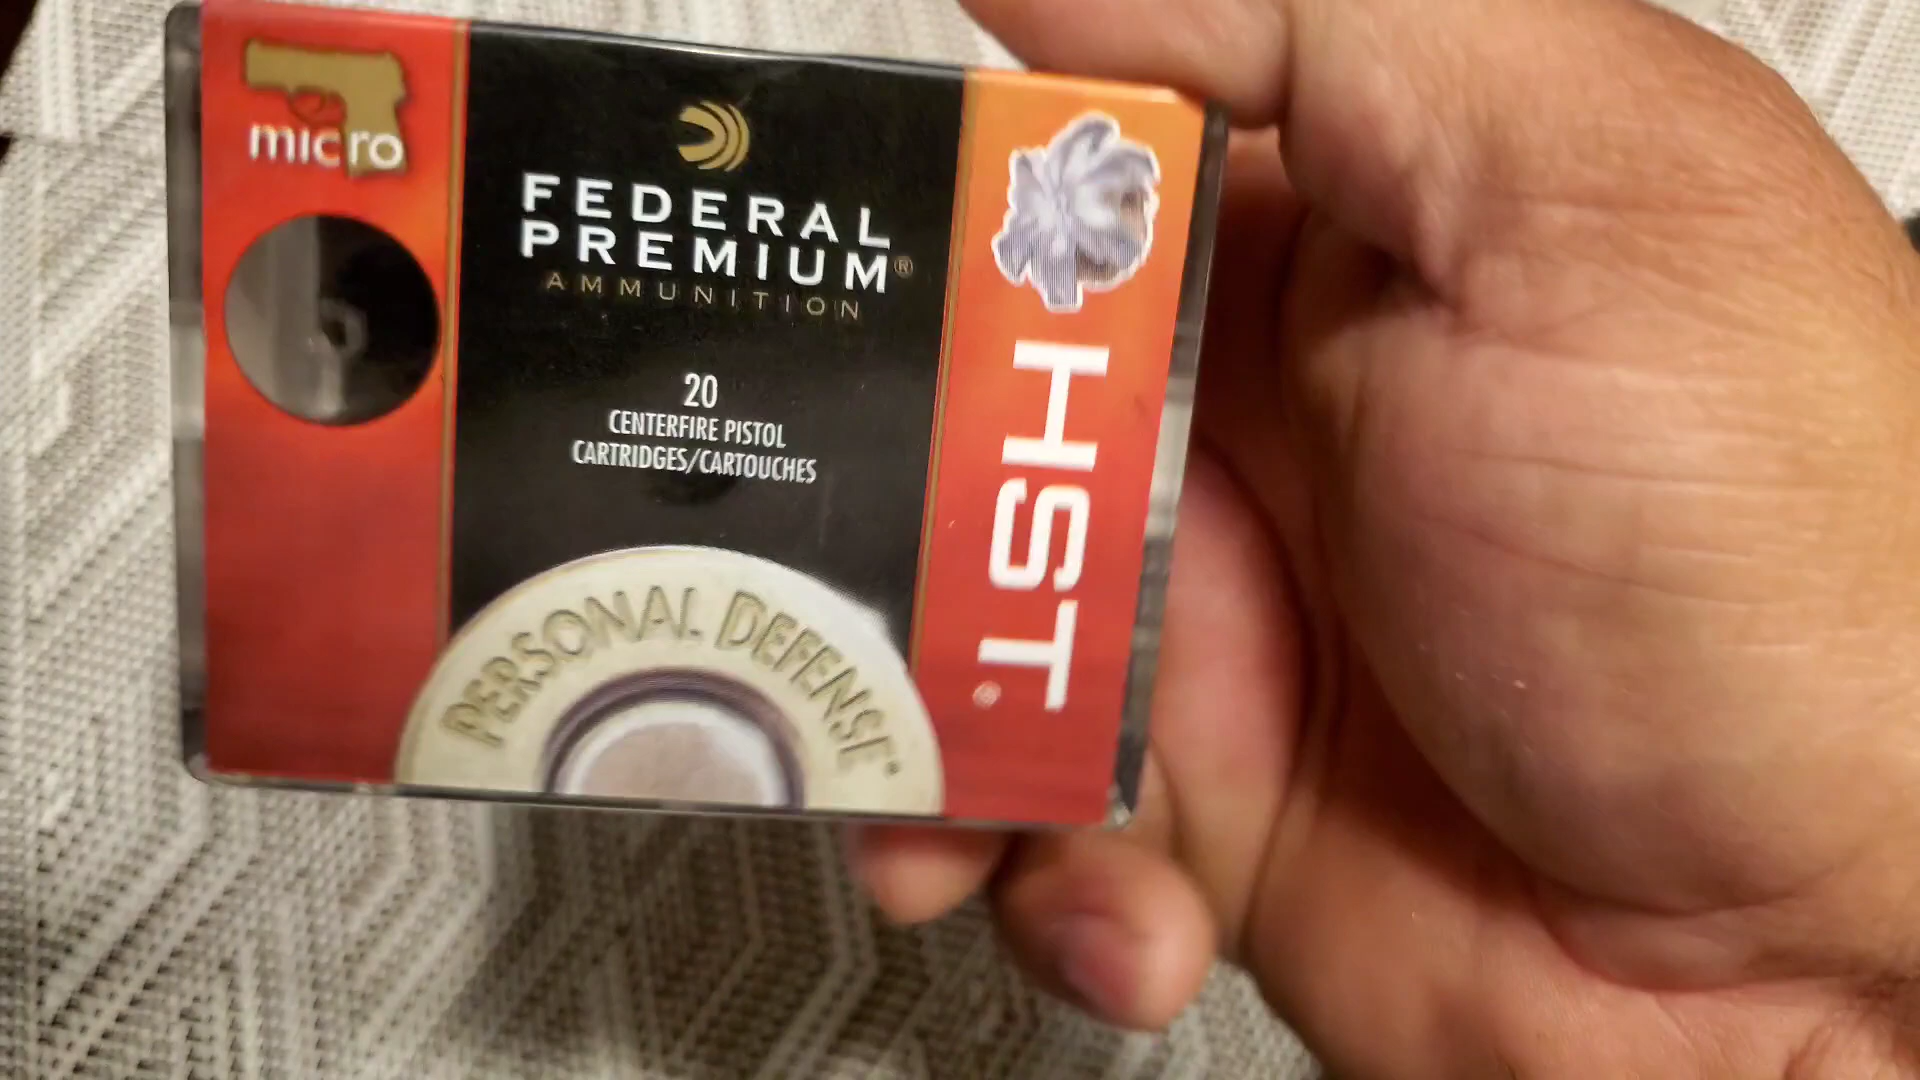 micro
FEDERAL
PREMIUM®
AMMUNITION
20
CENTERFIRE PISTOL
CARTRIDGES/CARTOUCHES
PERSONAL DEFENSE®
HST®